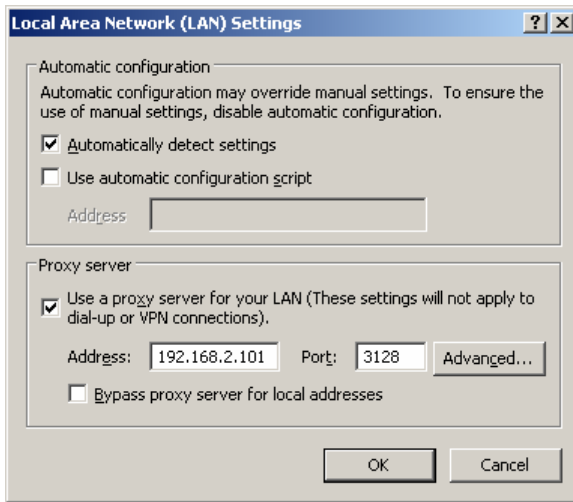 Local Area Network (LAN) Settings
Automatic configuration
Automatic configuration may override manual settings. To ensure the
use of manual settings, disable automatic configuration.
Automatically detect settings
Use automatic configuration script
Address
Proxy server
Use a proxy server for your LAN (These settings will not apply to
dial-up or VPN connections).
Address: 192.168.2.101 Port: 3128 Advanced...
Bypass proxy server for local addresses
OK Cancel